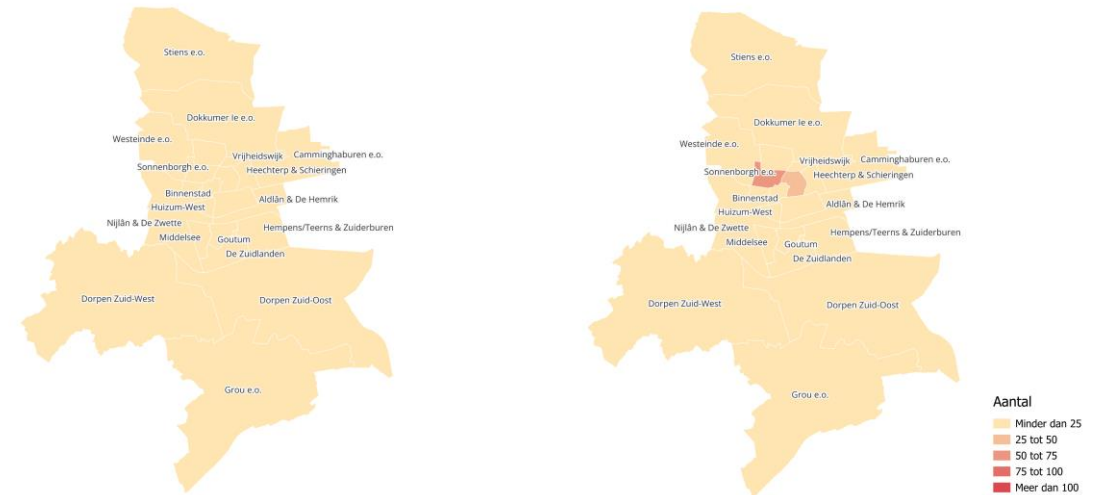 Stiens e.o.
Dokkumer Ie e.o.
Westeinde e.o.
Vrijheidswijk
Camminghaburen e.o.
Sonnenborgh e.o.
Heechterp & Schieringen
Binnenstad
Aldlân & De Hemrik
Huizum-West
Nijlân & De Zwette
Hempens/Teerns & Zuiderburen
Middelsee
Goutum
De Zuidlanden
Dorpen Zuid-West
Dorpen Zuid-Oost
Grou e.o.
Stiens e.o.
Dokkumer Ie e.o.
Westeinde e.o.
Vrijheidswijk
Camminghaburen e.o.
Sonnenborgh e.o.
Heechterp & Schieringen
Binnenstad
Aldlân & De Hemrik
Huizum-West
Nijlân & De Zwette
Hempens/Teerns & Zuiderburen
Middelsee
Goutum
De Zuidlanden
Dorpen Zuid-West
Dorpen Zuid-Oost
Grou e.o.
Aantal
Minder dan 25
25 tot 50
50 tot 75
75 tot 100
Meer dan 100